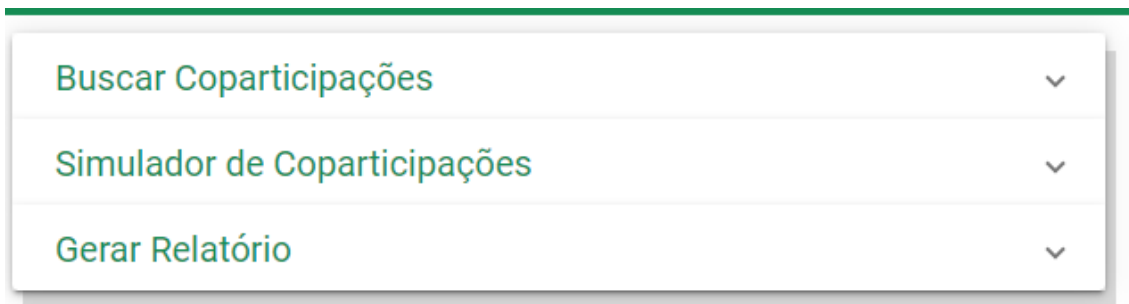 Buscar Coparticipações
Simulador de Coparticipações
Gerar Relatório